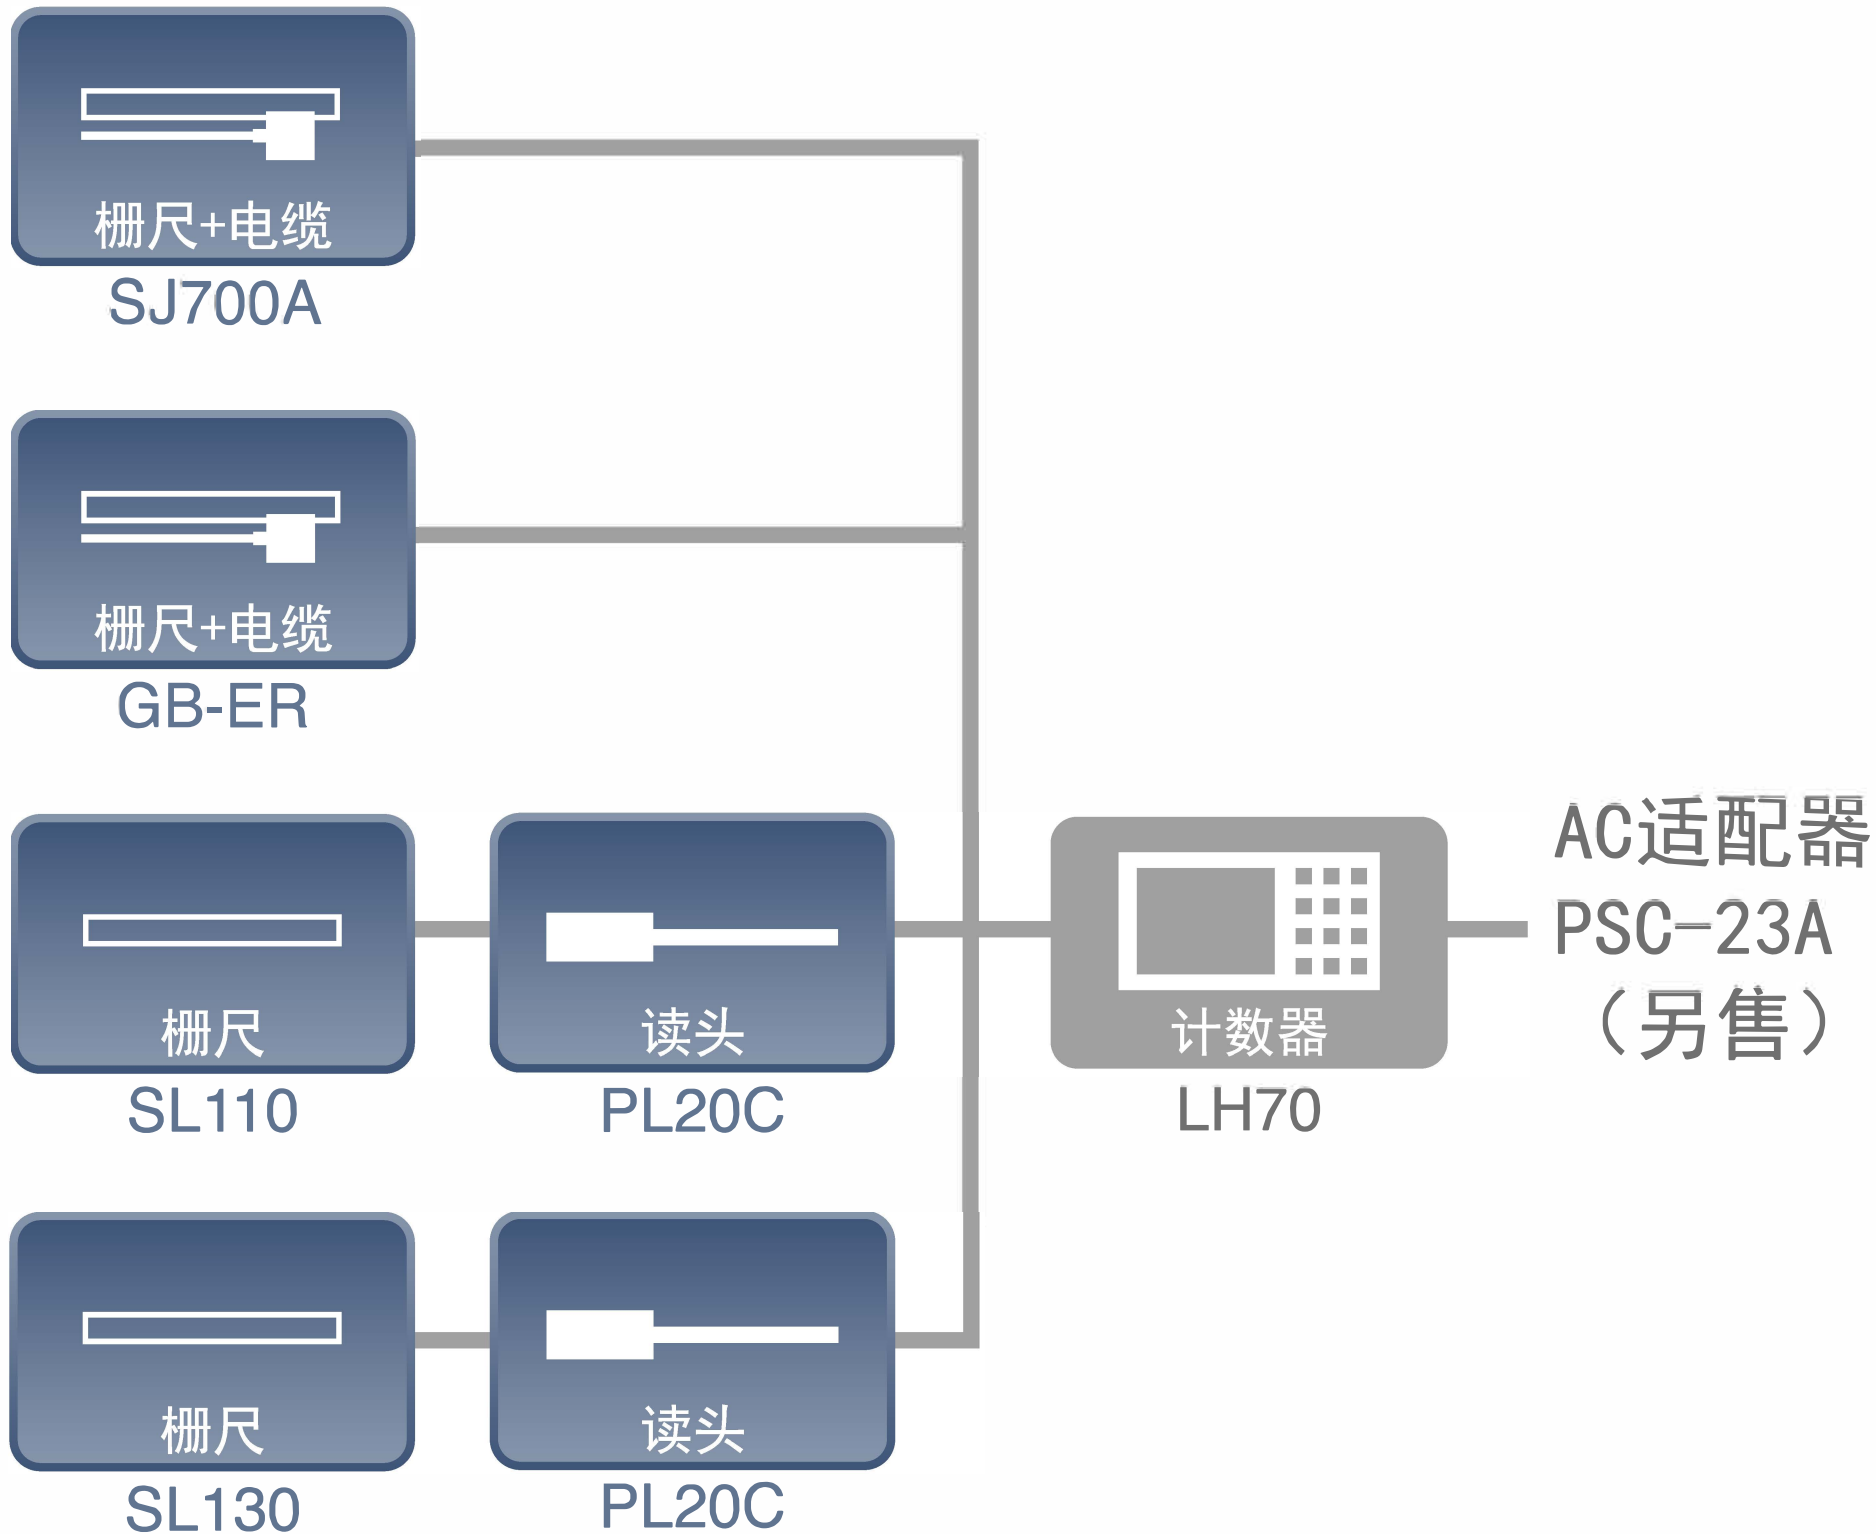 栅尺+电缆
SJ700A
栅尺+电缆
GB-ER
栅尺
SL110
读头
PL20C
计数器
LH70
AC适配器
PSC-23A
（另售）
栅尺
SL130
读头
PL20C